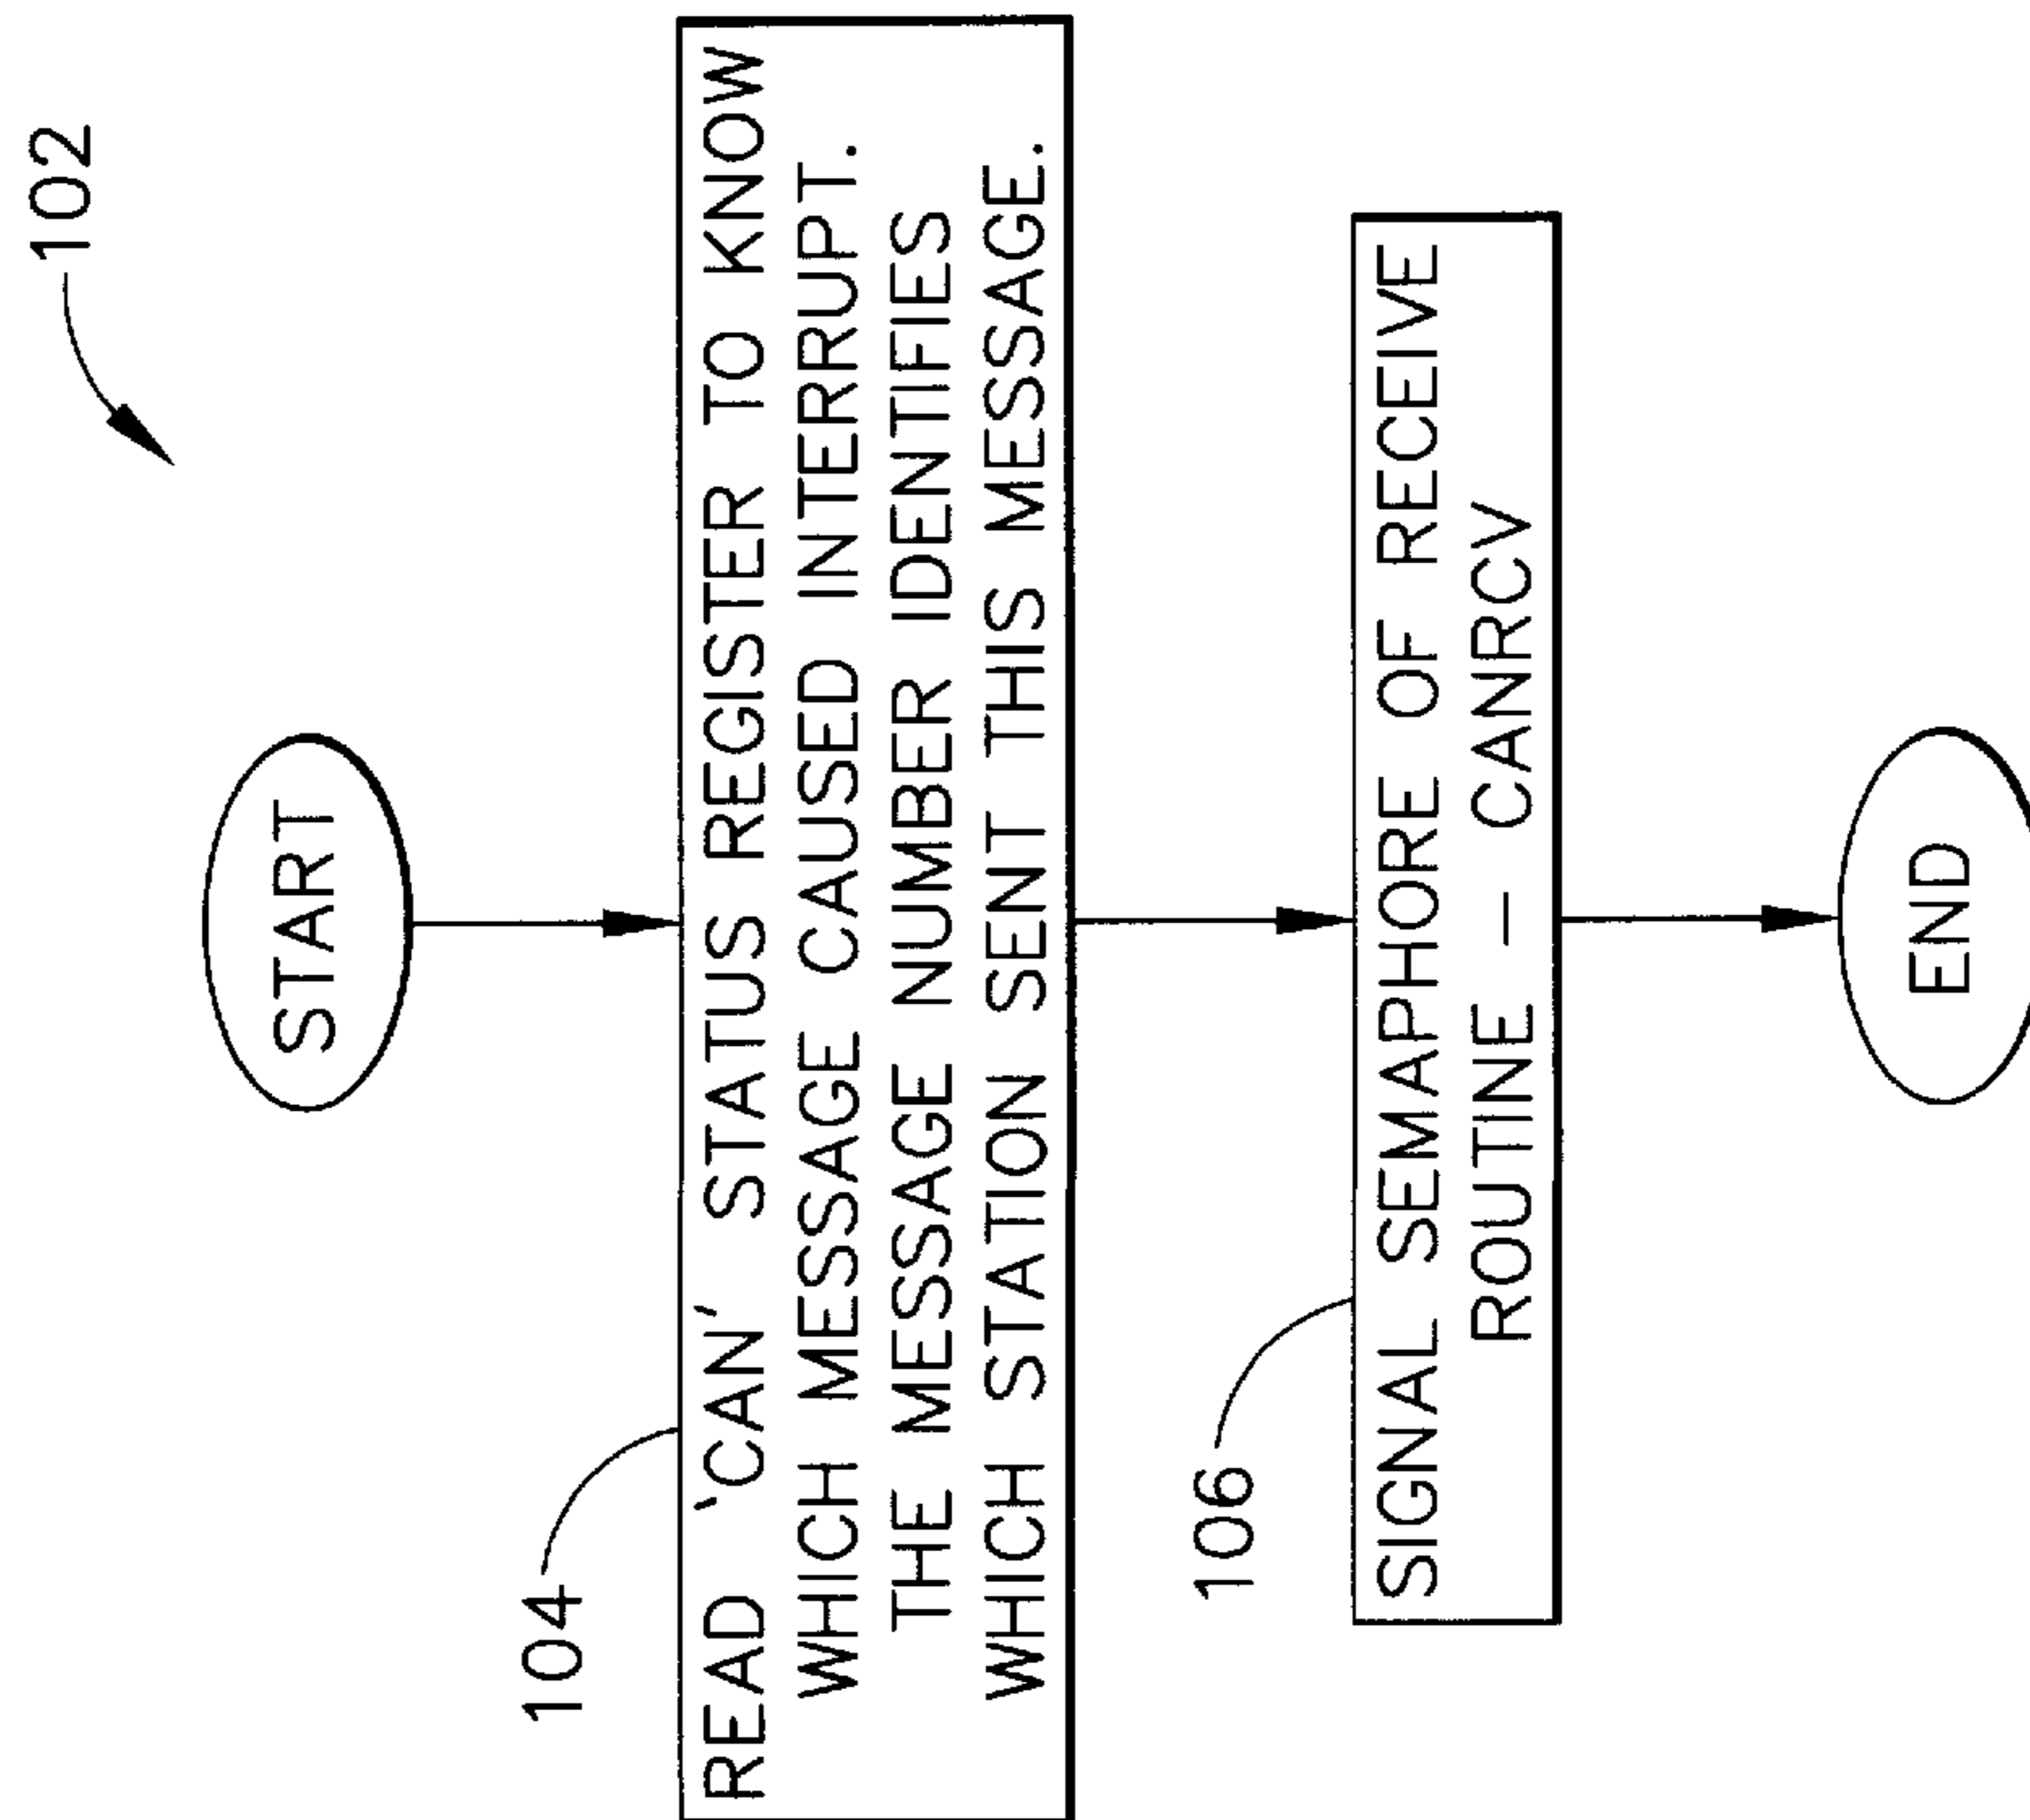 102
START
104
READ 'CAN' STATUS REGISTER TO KNOW
WHICH MESSAGE CAUSED INTERRUPT.
THE MESSAGE NUMBER IDENTIFIES
WHICH STATION SENT THIS MESSAGE.
106
SIGNAL SEMAPHORE OF RECEIVE
ROUTINE – CANRCV
END